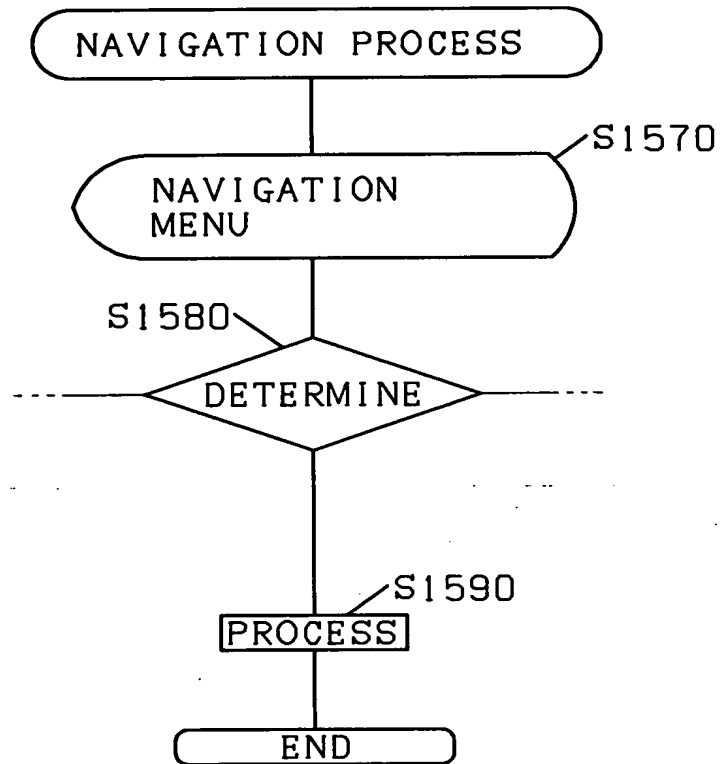 NAVIGATION PROCESS
S1570
NAVIGATION
MENU
S1580
DETERMINE
S1590
PROCESS
END